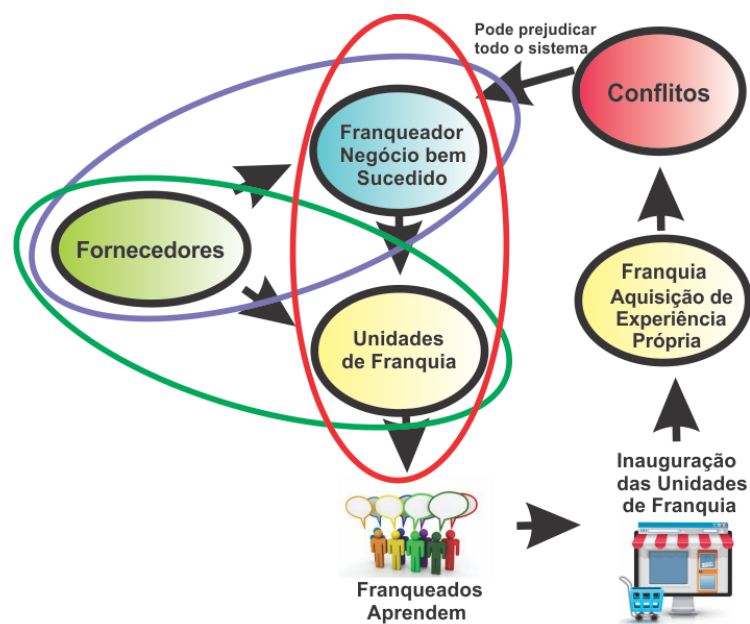 Pode prejudicar
todo o sistema
Conflitos
Franqueador
Negócio bem
Sucedido
Fornecedores
Franquia
Aquisição de
Experiência
Própria
Unidades
de Franquia
Inauguração
das Unidades
de Franquia
Franqueados
Aprendem